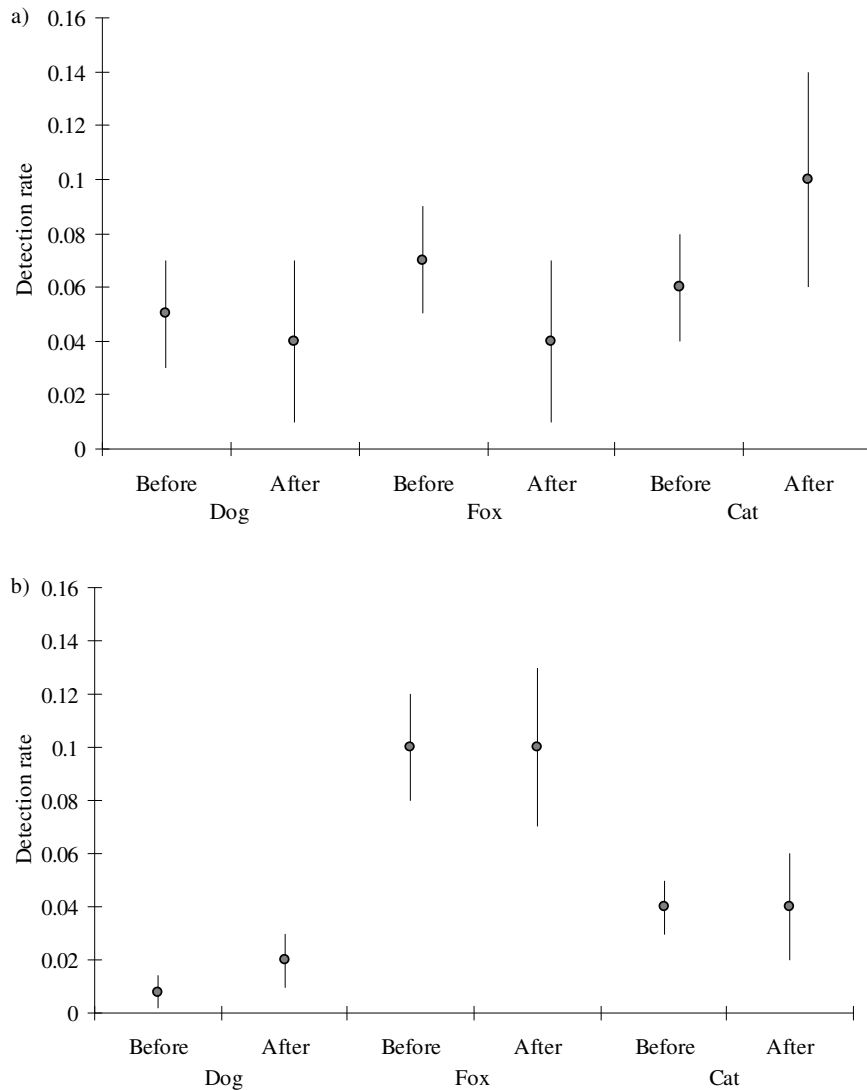 a)
0.16
0.14
0.12
0.1
0.08
0.06
0.04
0.02
0
Detection rate
Before After Before After Before After
Dog Fox Cat
b)
0.16
0.14
0.12
0.1
0.08
0.06
0.04
0.02
0
Detection rate
Before After Before After Before After
Dog Fox Cat